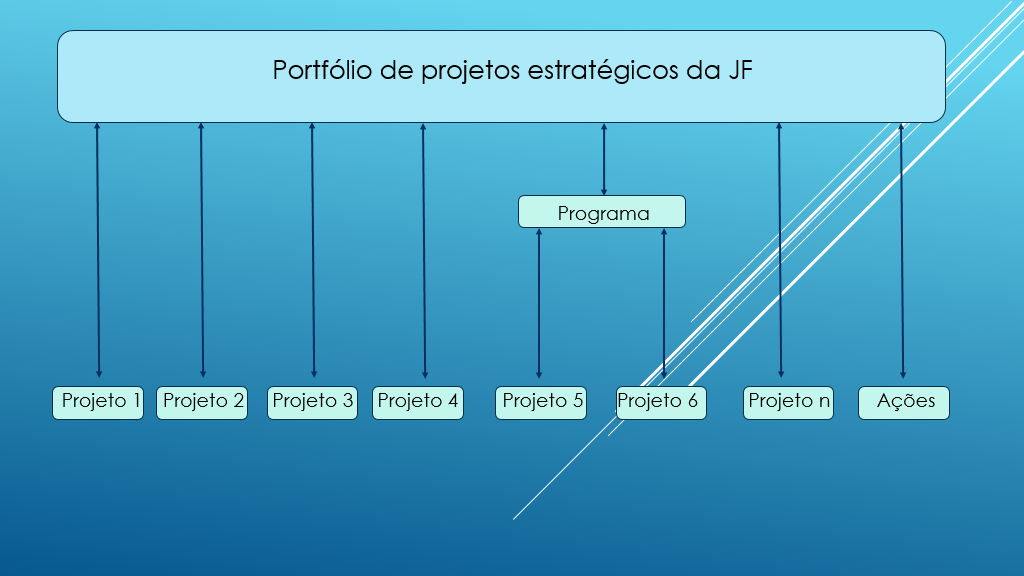 Portfólio de projetos estratégicos da JF
Programa
Projeto 1
Projeto 2
Projeto 3
Projeto 4
Projeto 5
Projeto 6
Projeto n
Ações